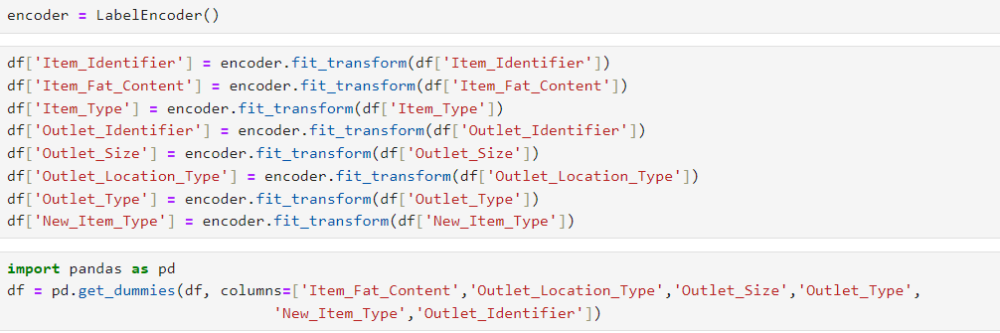 encoder = LabelEncoder()
df['Item_Identifier'] = encoder.fit_transform(df['Item_Identifier'])
df['Item_Fat_Content'] = encoder.fit_transform(df['Item_Fat_Content'])
df['Item_Type'] = encoder.fit_transform(df['Item_Type'])
df['Outlet_Identifier'] = encoder.fit_transform(df['Outlet_Identifier'])
df['Outlet_Size'] = encoder.fit_transform(df['Outlet_Size'])
df['Outlet_Location_Type'] = encoder.fit_transform(df['Outlet_Location_Type'])
df['Outlet_Type'] = encoder.fit_transform(df['Outlet_Type'])
df['New_Item_Type'] = encoder.fit_transform(df['New_Item_Type'])
import pandas as pd
df = pd.get_dummies(df, columns=['Item_Fat_Content','Outlet_Location_Type','Outlet_Size','Outlet_Type',
                              'New_Item_Type','Outlet_Identifier'])